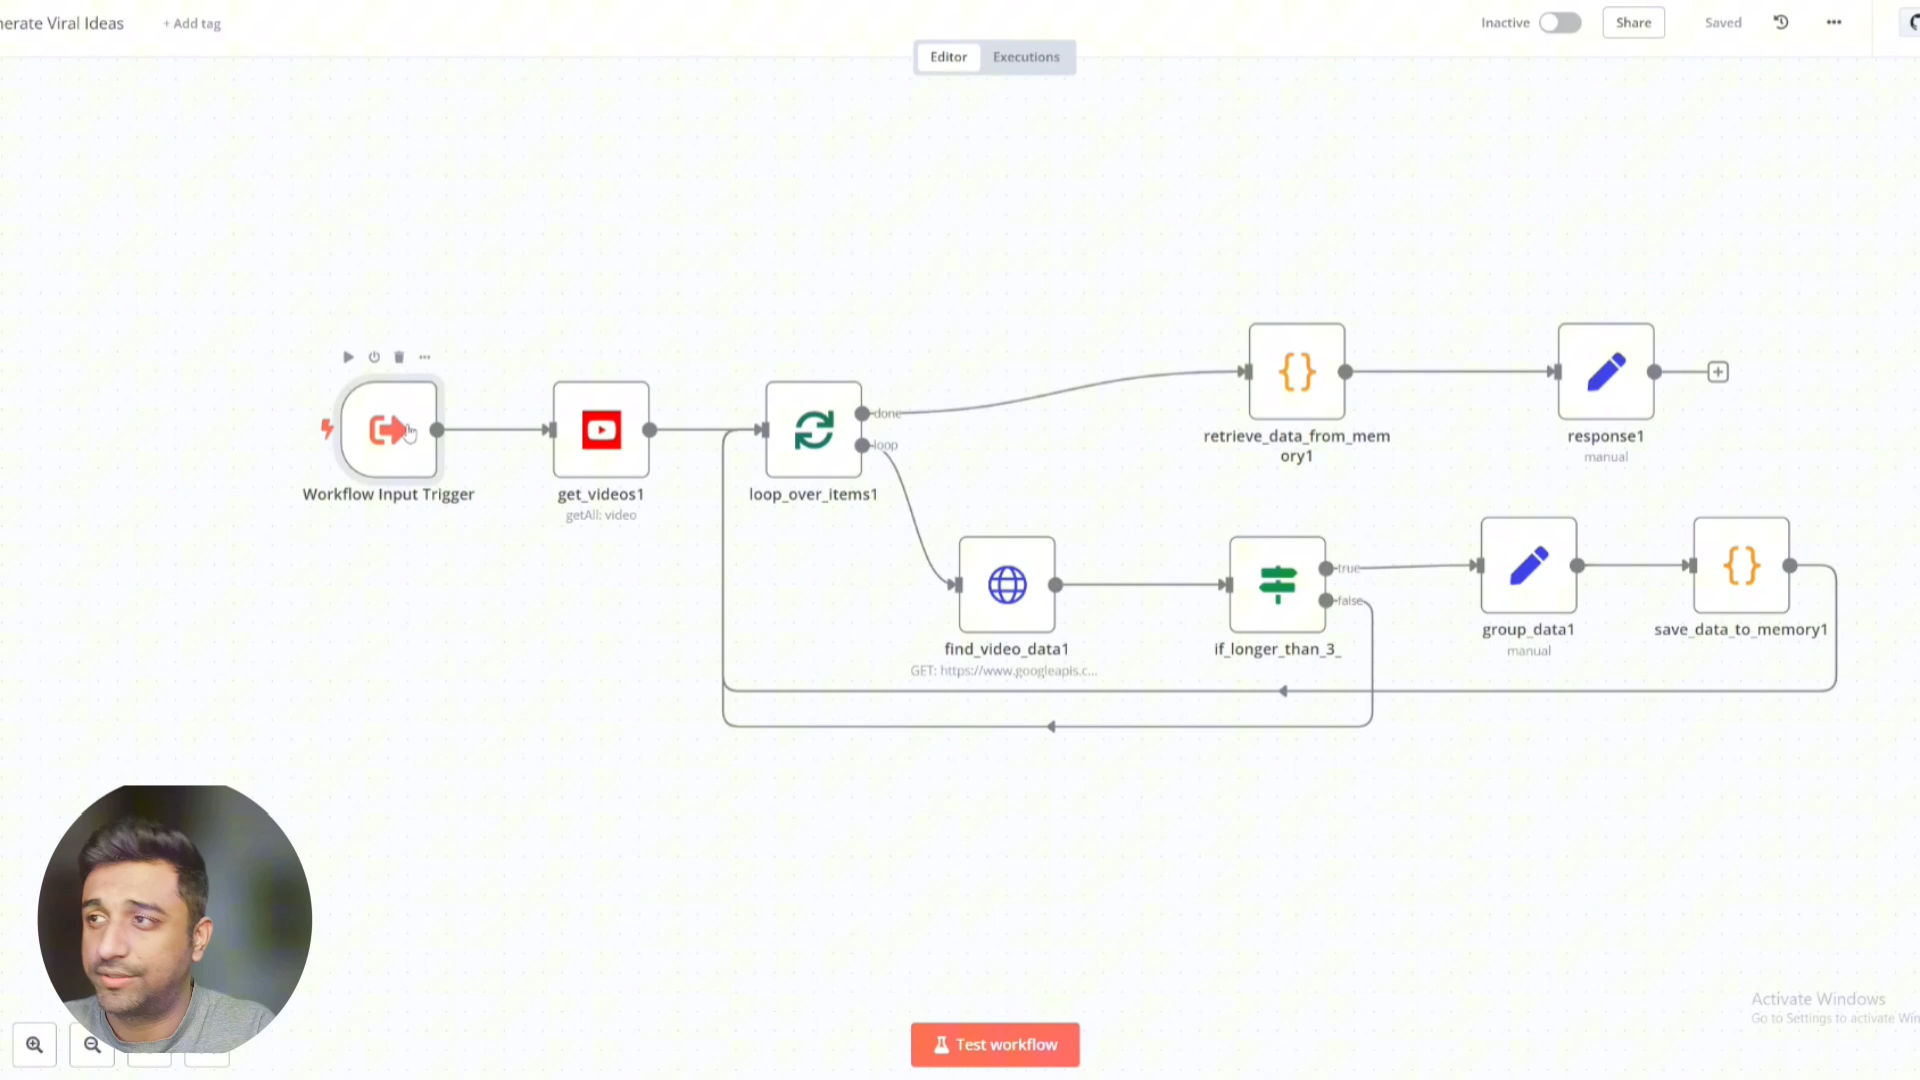 nerate Viral Ideas
+ Add tag
Inactive
Share
Saved
Editor
Executions
done
loop
retrieve_data_from_mem
ory1
response1
manual
Workflow Input Trigger
get_videos1
getAll: video
loop_over_items1
true
false
find_video_data1
GET: https://www.googleapis.c...
if_longer_than_3_
group_data1
manual
save_data_to_memory1
Activate Windows
Go to Settings to activate Win
Test workflow